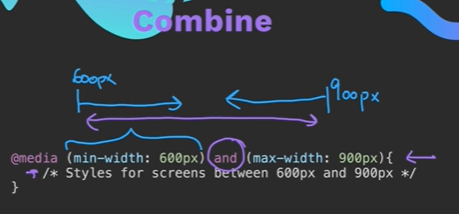 Combine
600px
900px
@media (min-width: 600px) and (max-width: 900px){
/* Styles for screens between 600px and 900px */
}